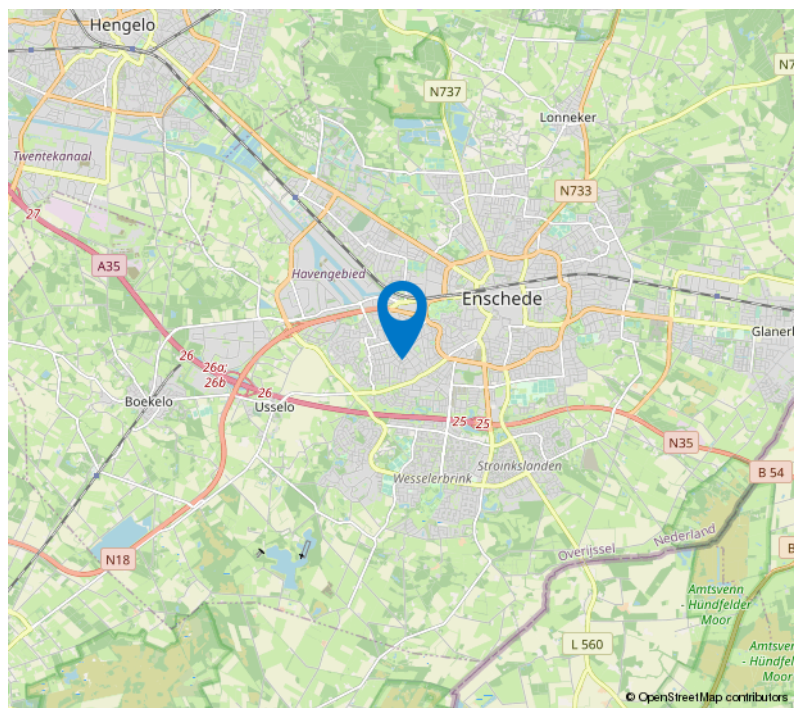 Hengelo
N737
N7
Lonneker
Twentekanaal
N733
27
A35
Havengebied
Enschede
Glanerb
26
26a;
26b
26
Boekelo
Usselo
25
25
N35
Wesselerbrink
Stroinkslanden
B 54
N18
Overijssel
Nederland
B
Amtsvenn
Hündfelder
Moor
L 560
Amtsven
- Hündfe
Moor
© OpenStreetMap contributors